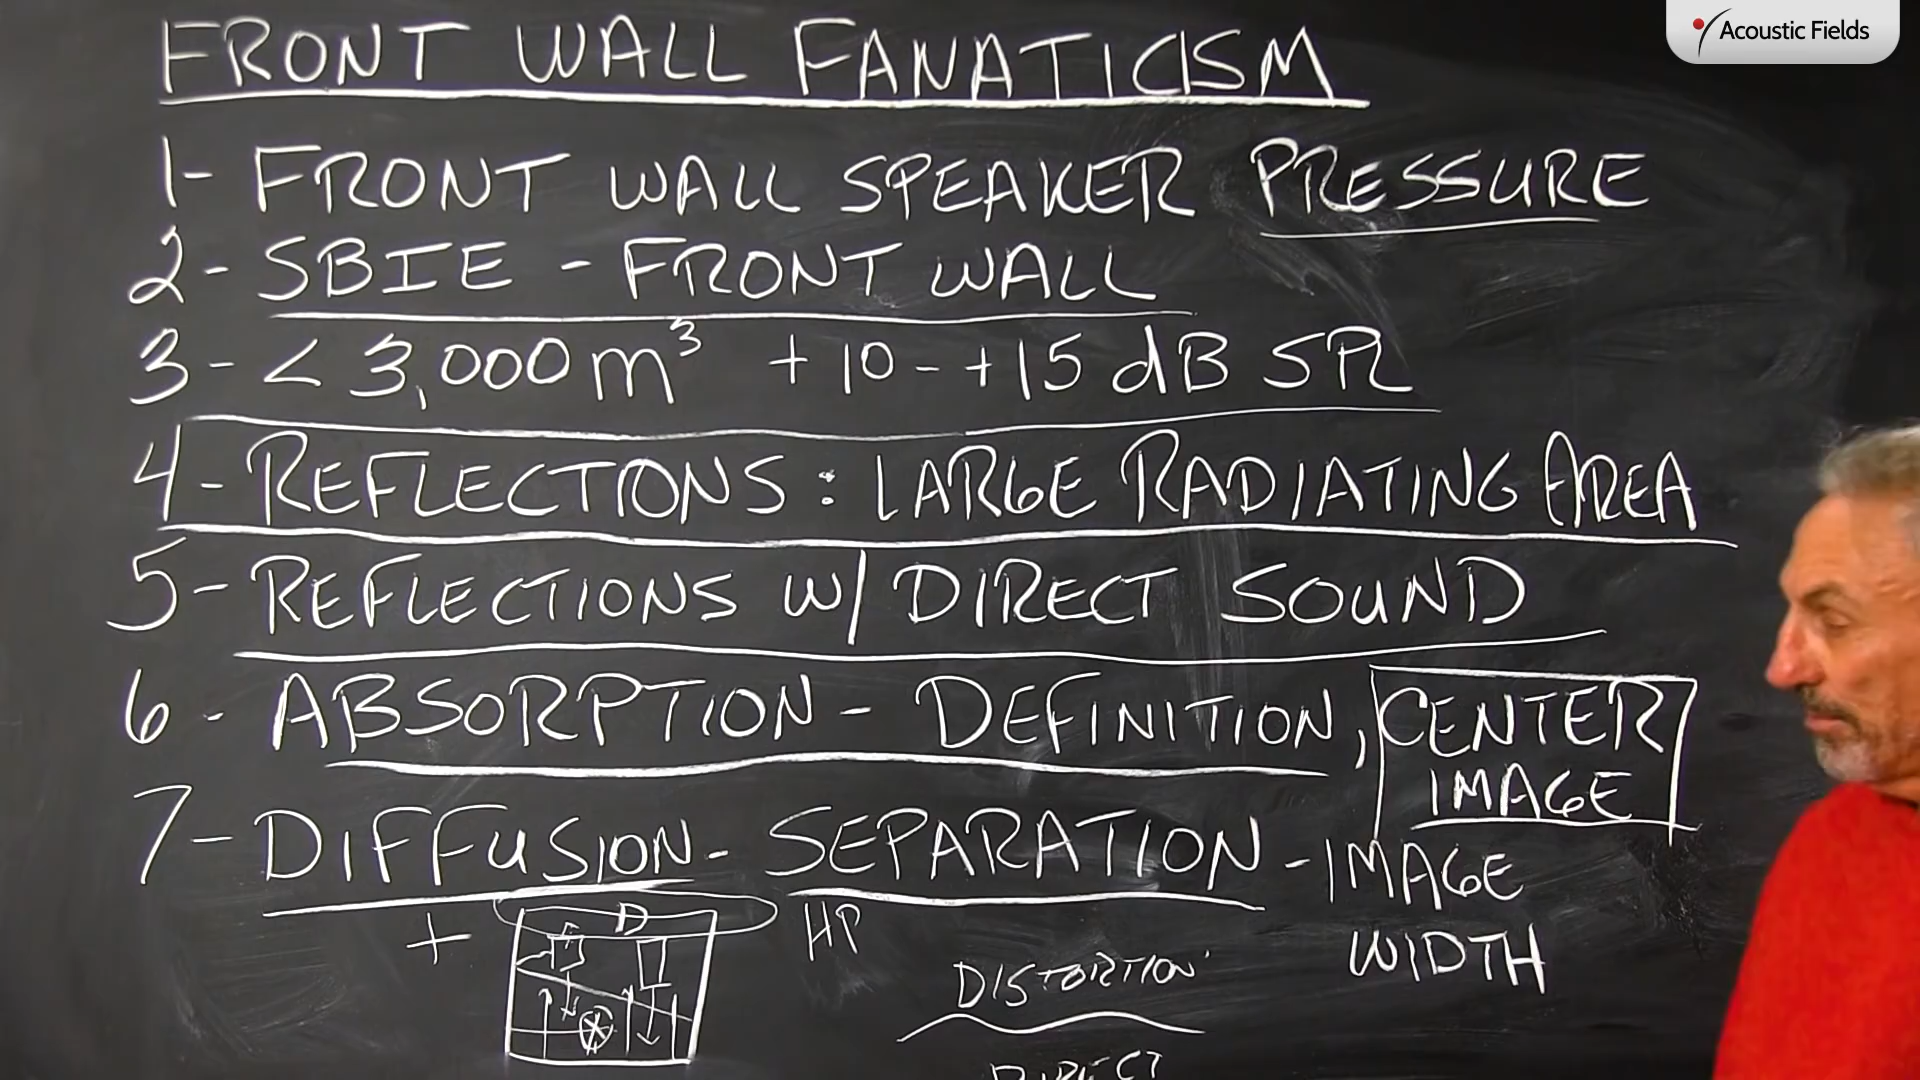 Acoustic Fields
FRONT WALL FANATICISM
1- FRONT WALL SPEAKER PRESSURE
2- SBIE - FRONT WALL
3- < 3,000 m³ +10 - +15 dB SPL
4- REFLECTIONS: LARGE RADIATING AREA
5- REFLECTIONS W/ DIRECT SOUND
6- ABSORPTION - DEFINITION, CENTER
IMAGE
7- DIFFUSION - SEPARATION - IMAGE
WIDTH
+ D HP
DISTORTION
DIRECT